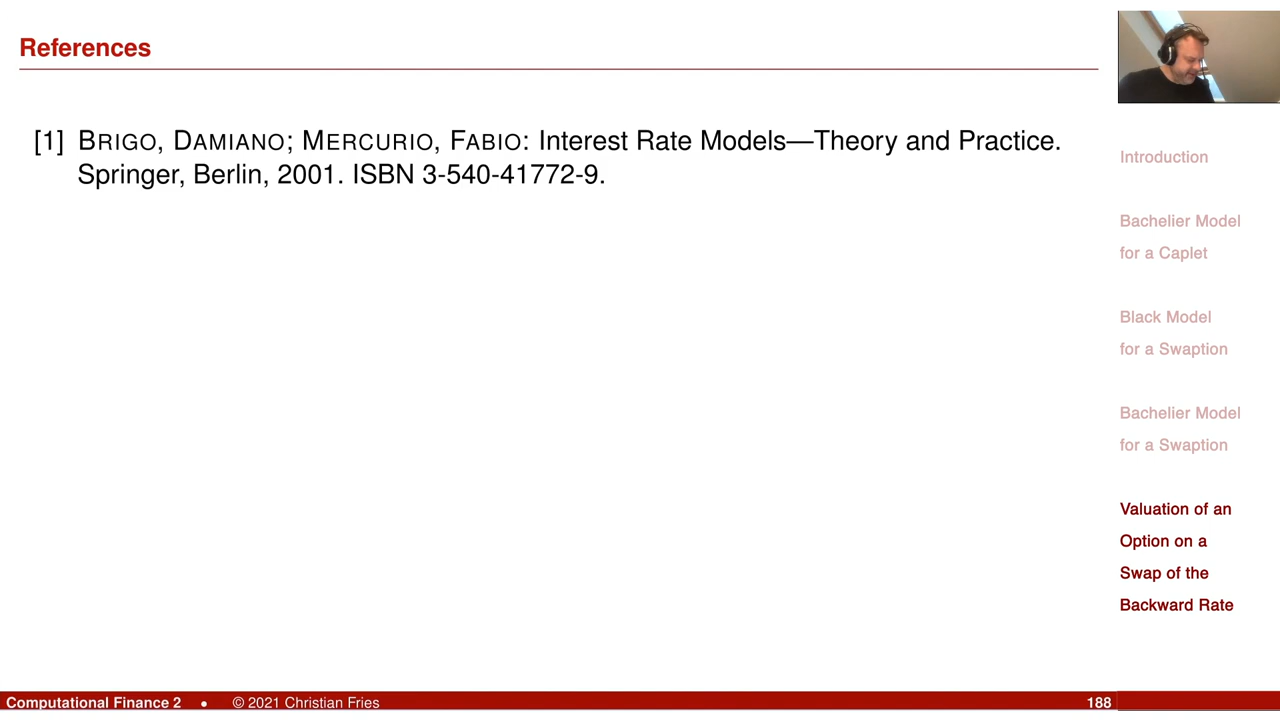 References
[1] BRIGO, DAMIANO; MERCURIO, FABIO: Interest Rate Models—Theory and Practice.
Springer, Berlin, 2001. ISBN 3-540-41772-9.
Introduction
Bachelier Model
for a Caplet
Black Model
for a Swaption
Bachelier Model
for a Swaption
Valuation of an
Option on a
Swap of the
Backward Rate
Computational Finance 2 • © 2021 Christian Fries 188